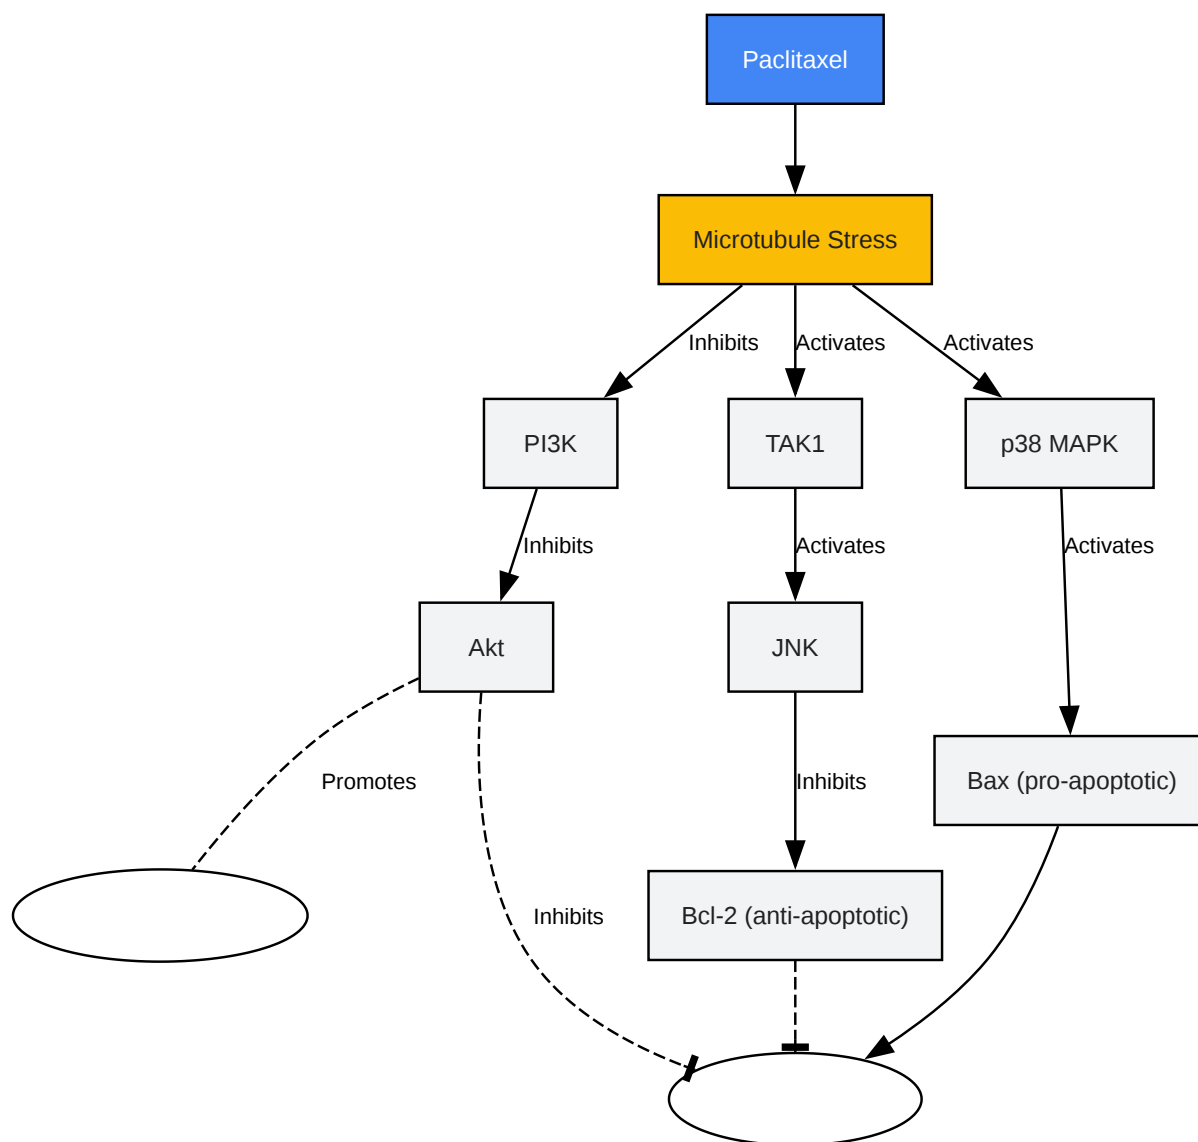 Paclitaxel
Microtubule Stress
Inhibits
Activates
Activates
PI3K
TAK1
p38 MAPK
Inhibits
Activates
Activates
Akt
JNK
Promotes
Inhibits
Bax (pro-apoptotic)
Inhibits
Bcl-2 (anti-apoptotic)